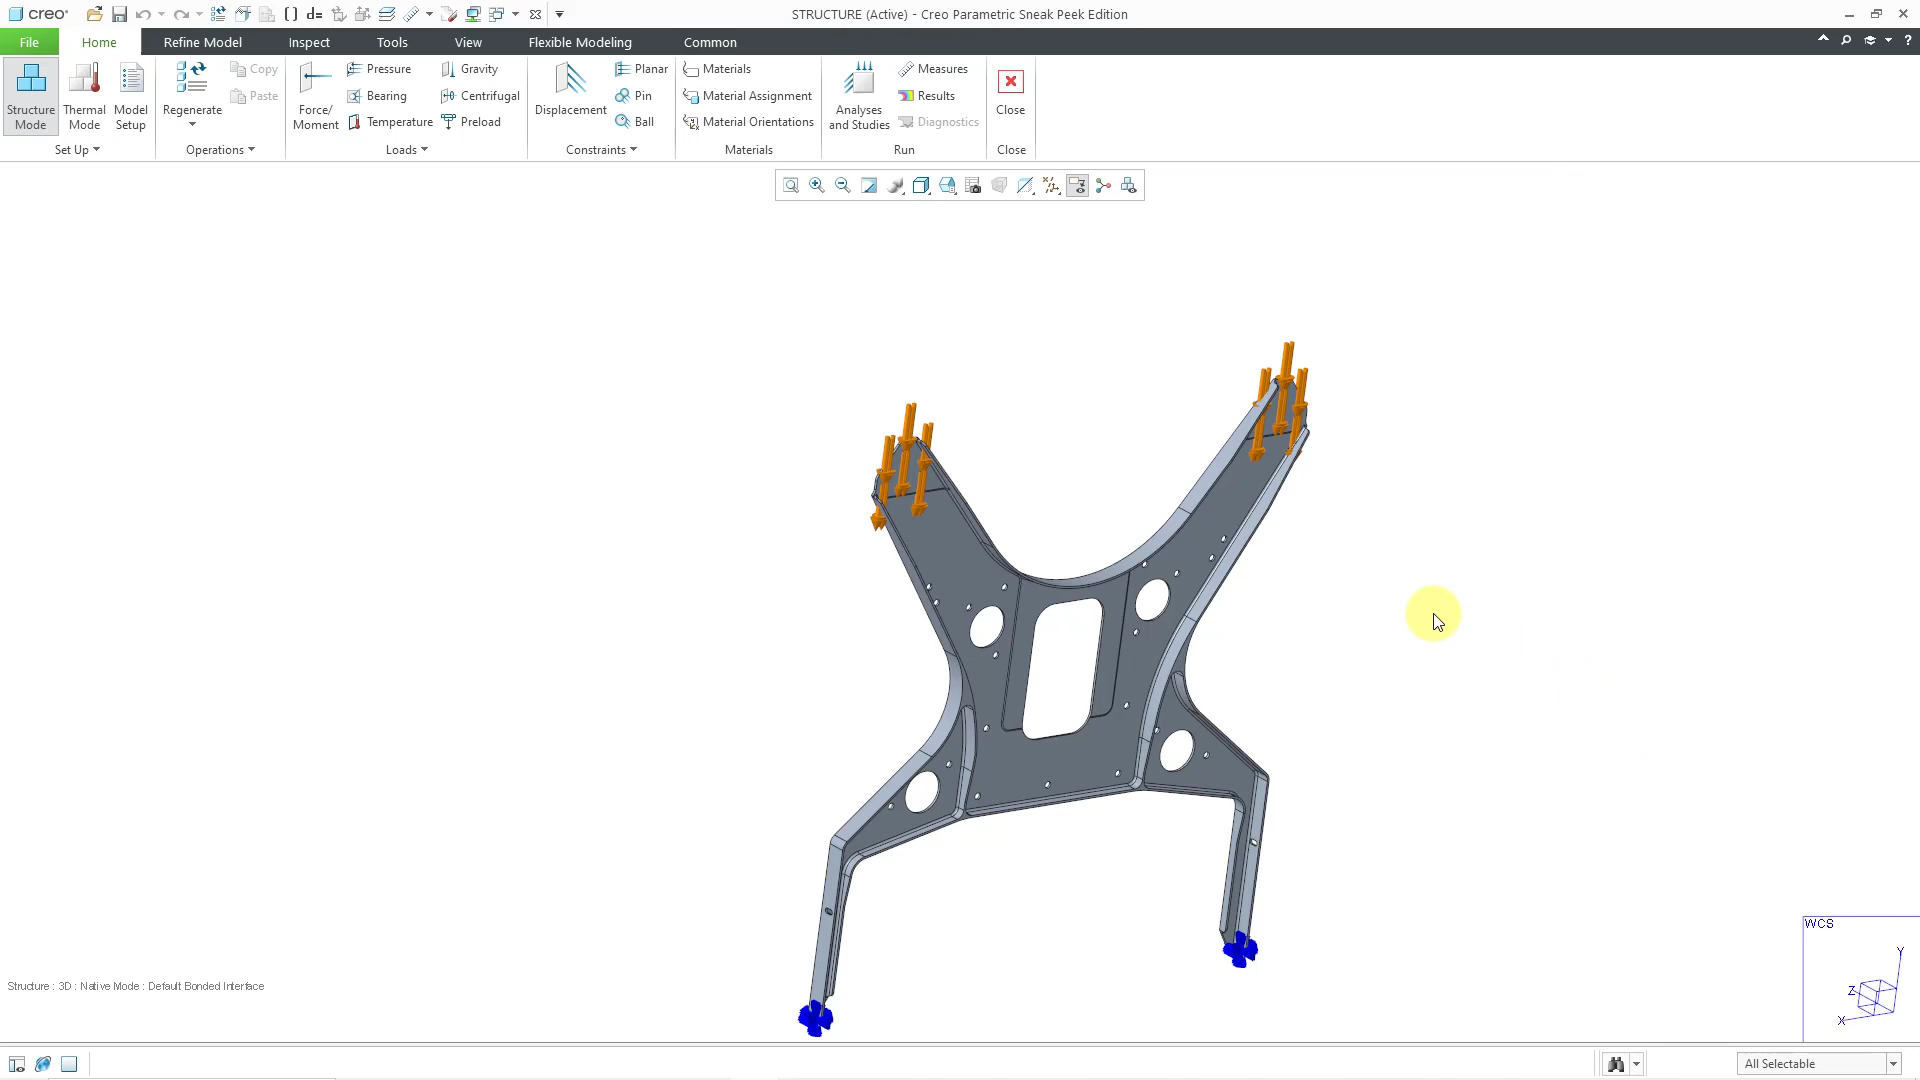 creo
d=
STRUCTURE (Active) - Creo Parametric Sneak Peek Edition
File
Home
Refine Model
Inspect
Tools
View
Flexible Modeling
Common
?
Structure
Mode
Thermal
Mode
Model
Setup
Set Up
Regenerate
Copy
Paste
Operations
Force/
Moment
Pressure
Bearing
Temperature
Gravity
Centrifugal
Preload
Loads
Displacement
Planar
Pin
Ball
Constraints
Materials
Material Assignment
Material Orientations
Materials
Analyses
and Studies
Measures
Results
Diagnostics
Run
Close
Close
WCS
Y
Z
X
Structure : 3D : Native Mode : Default Bonded Interface
All Selectable